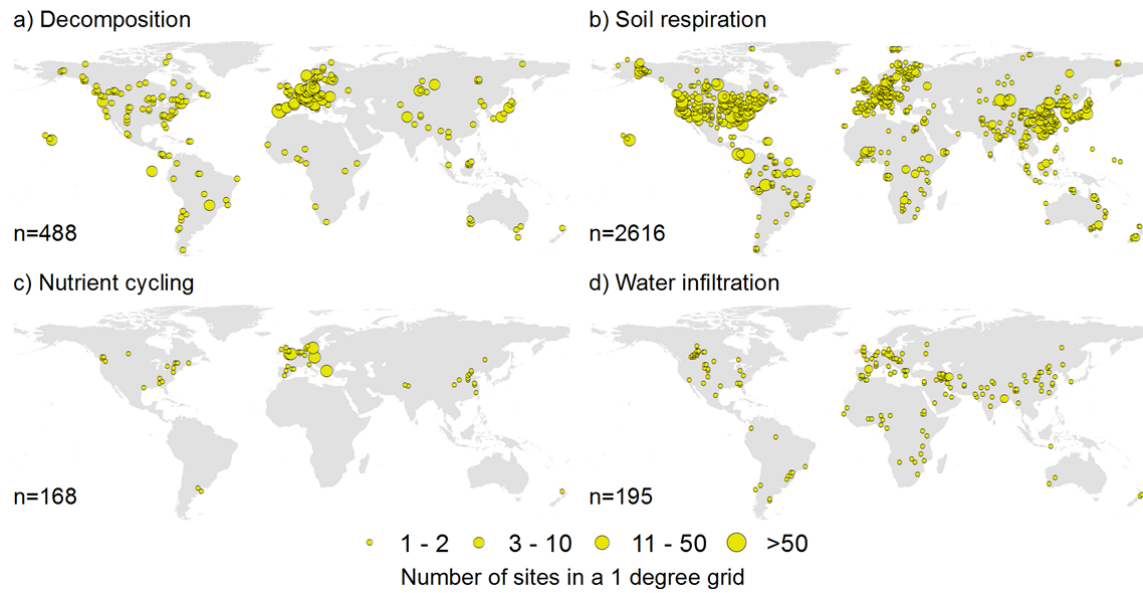 a) Decomposition
b) Soil respiration
n=488
n=2616
c) Nutrient cycling
d) Water infiltration
n=168
n=195
1 - 2 3 - 10 11 - 50 >50
Number of sites in a 1 degree grid